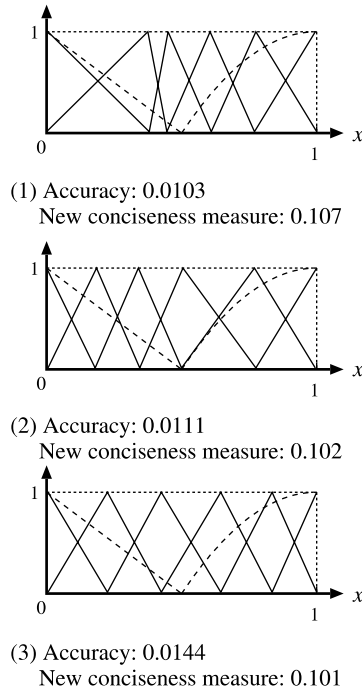 1
0
1
x
(1) Accuracy: 0.0103
New conciseness measure: 0.107
1
0
1
x
(2) Accuracy: 0.0111
New conciseness measure: 0.102
1
0
1
x
(3) Accuracy: 0.0144
New conciseness measure: 0.101